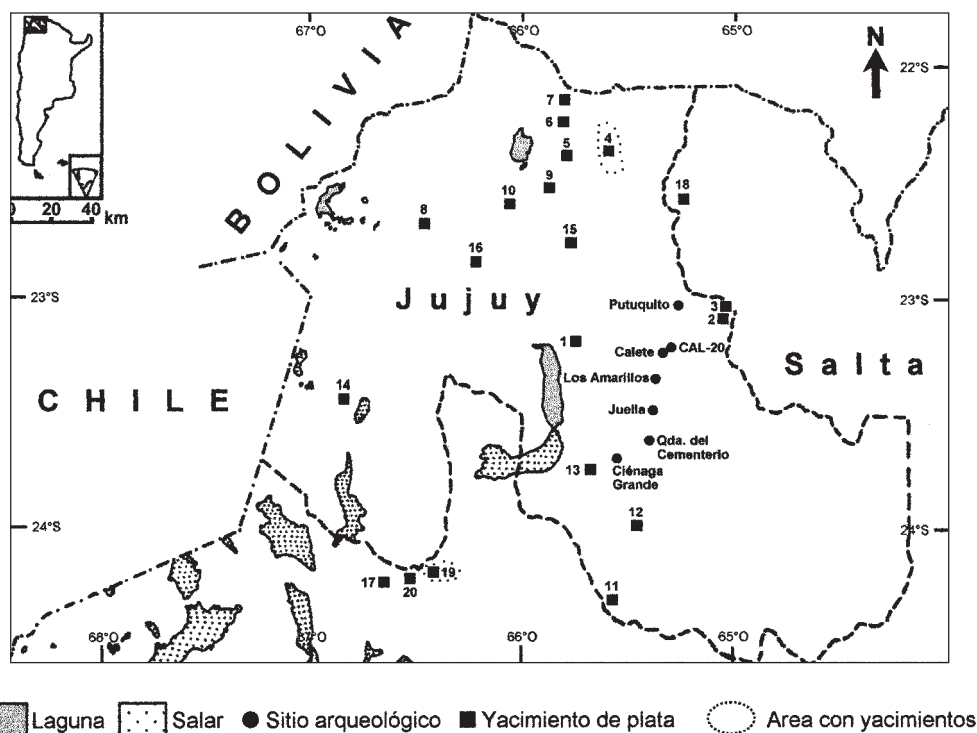 67°O
66°O
65°O
N
22°S
22°S
BOLIVIA
0 20 40 km
7
6
5
4
9
10
18
8
15
16
23°S
23°S
Jujuy
Putuquito
3
2
1
Calete
CAL-20
Salta
Los Amarillos
CHILE
14
Juella
Qda. del
Cementerio
13
Ciénaga
Grande
12
24°S
24°S
17
20
19
11
68°O
67°O
66°O
65°O
Laguna
Salar
Sitio arqueológico
Yacimiento de plata
Area con yacimientos